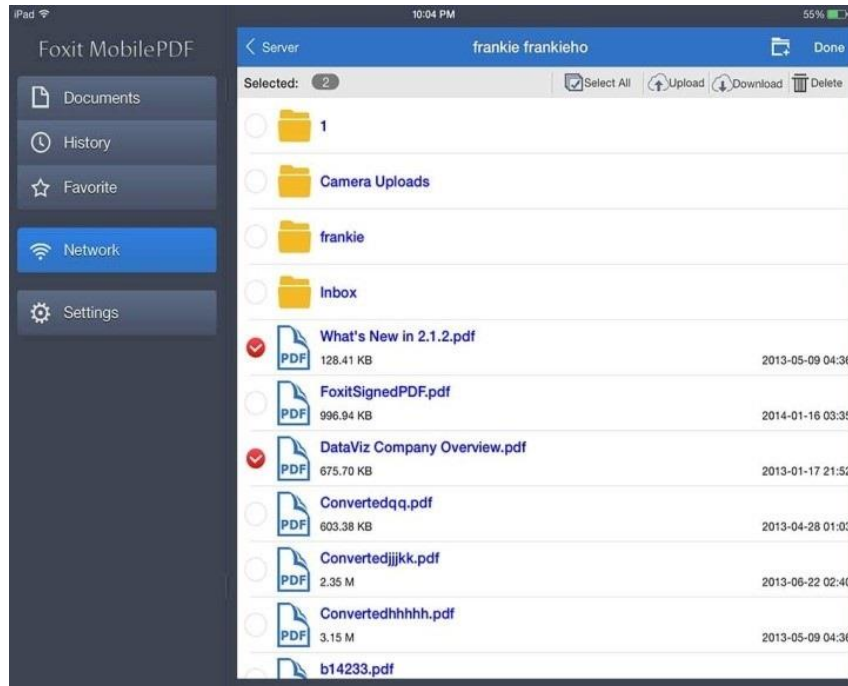 iPad 10:04 PM 55%
Foxit MobilePDF
Documents
History
Favorite
Network
Settings
Server frankie frankieho Done
Selected: 2 Select All Upload Download Delete
1
Camera Uploads
frankie
Inbox
What's New in 2.1.2.pdf
PDF 128.41 KB 2013-05-09 04:36
FoxitSignedPDF.pdf
PDF 996.94 KB 2014-01-16 03:35
DataViz Company Overview.pdf
PDF 675.70 KB 2013-01-17 21:52
Convertedqq.pdf
PDF 603.38 KB 2013-04-28 01:03
Convertedjjjkk.pdf
PDF 2.35 M 2013-06-22 02:40
Convertedhhhhh.pdf
PDF 3.15 M 2013-05-09 04:36
b14233.pdf